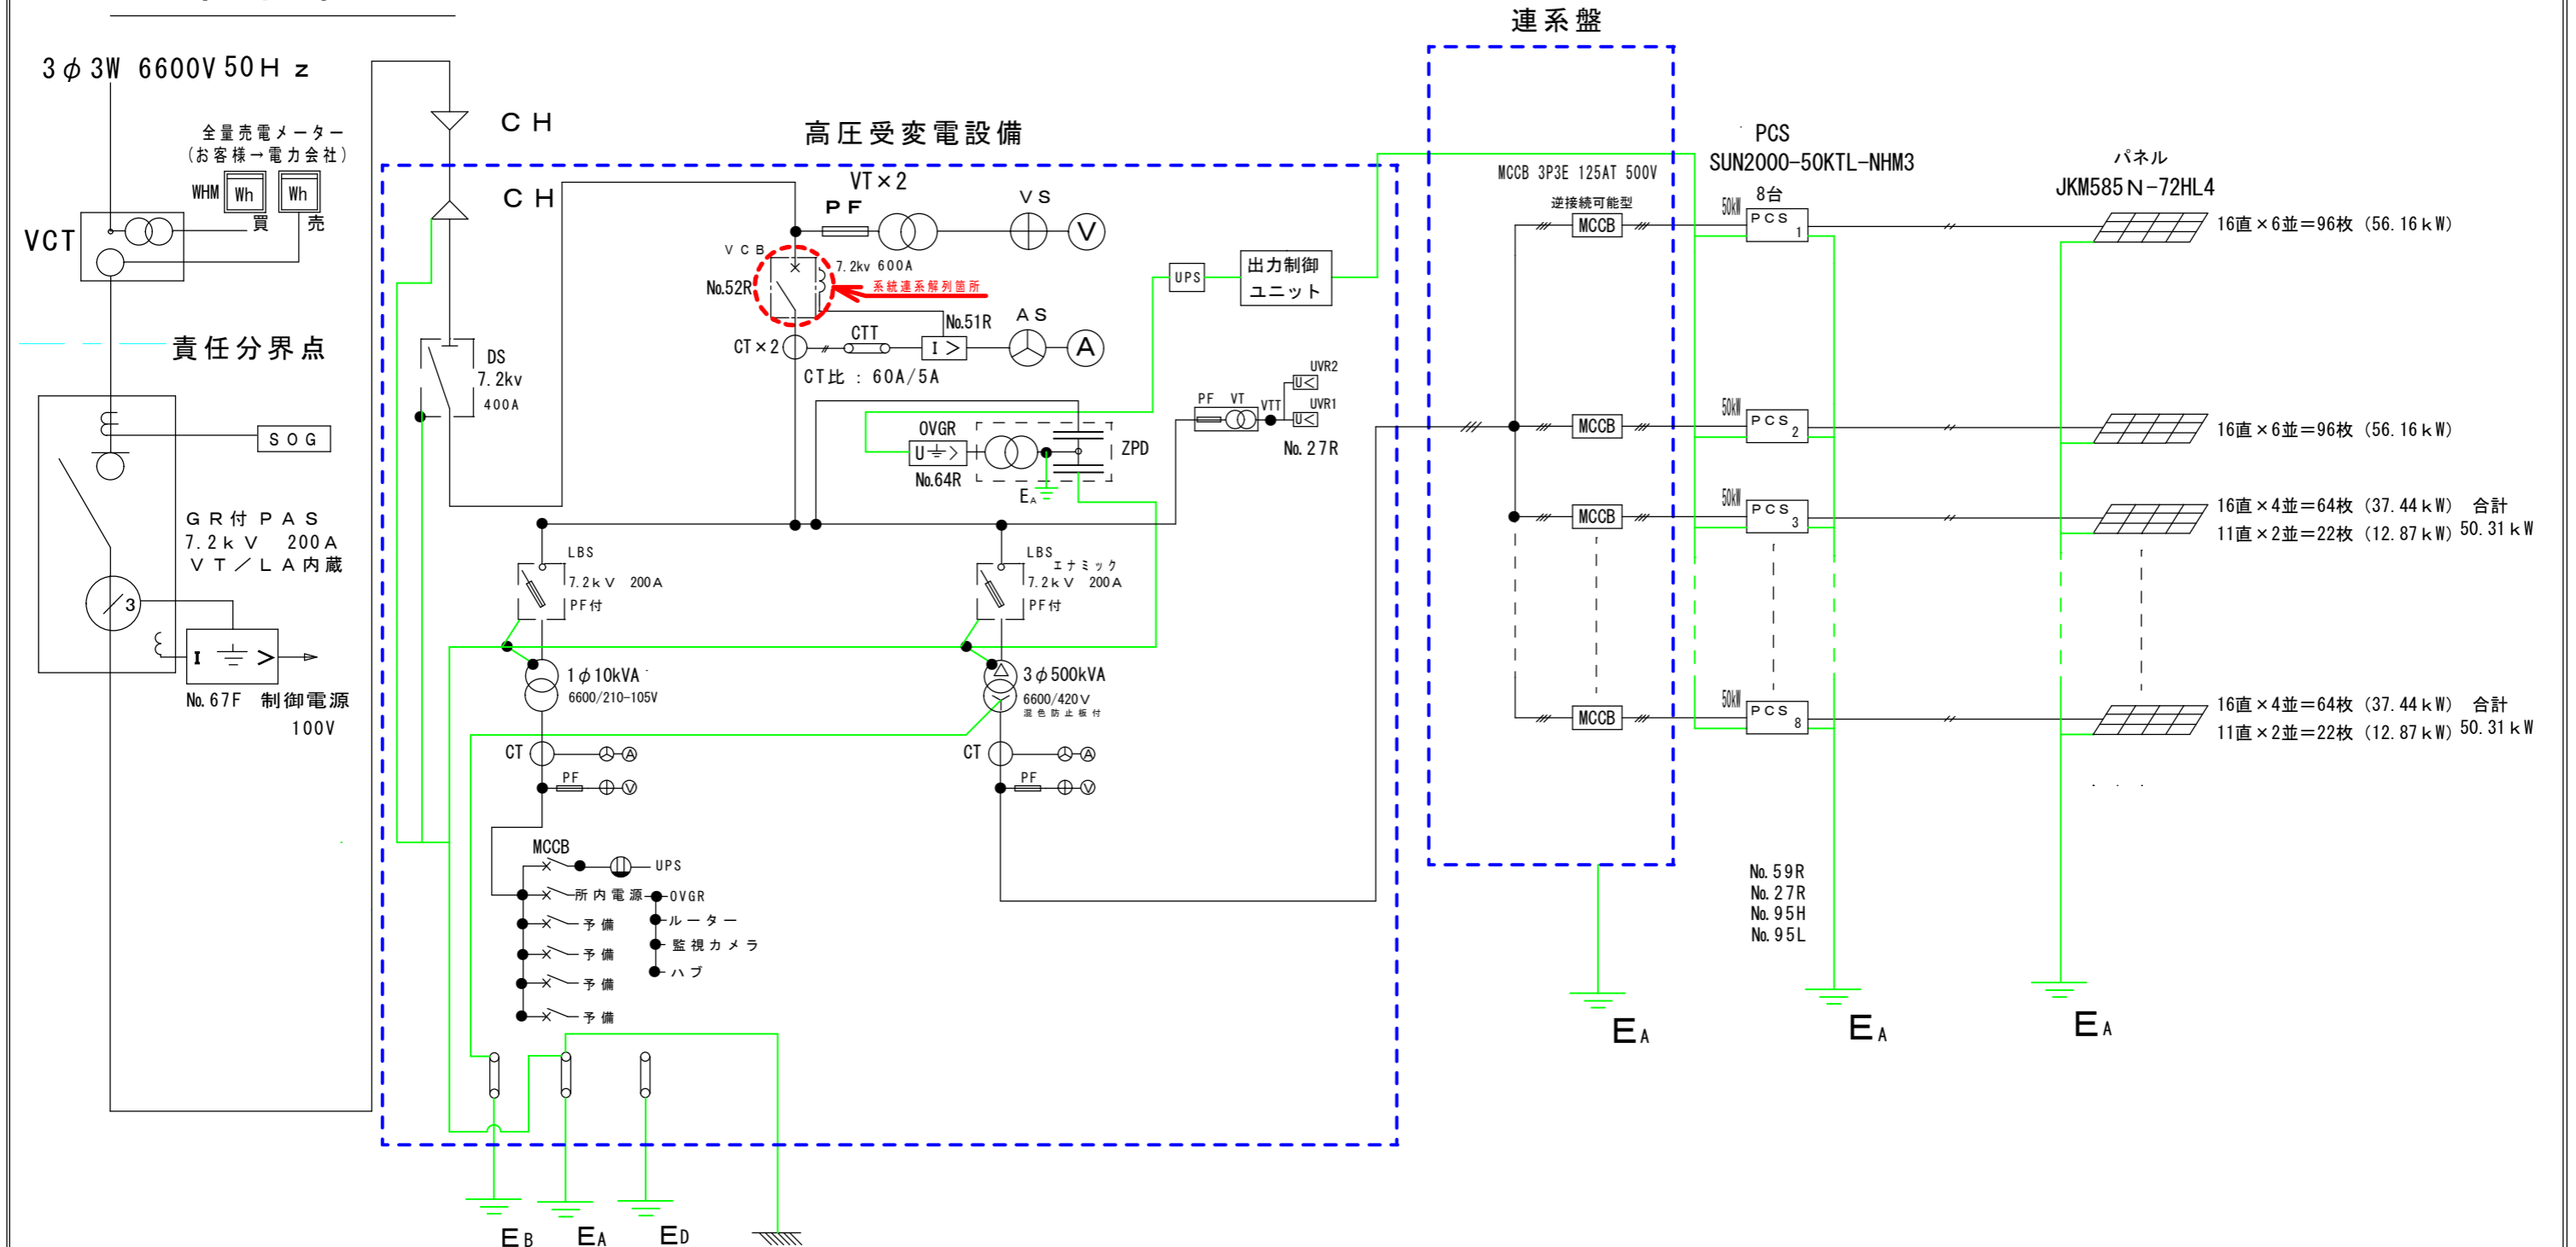 3φ3W 6600V 50Hz
全量売電メーター
(お客様→電力会社)
WHM
Wh
Wh
買
売
VCT
責任分界点
SOG
GR付 PAS
7.2kV 200A
VT/LA内蔵
3
I >
No.67F 制御電源
100V
CH
CH
高圧受変電設備
DS
7.2kv
400A
VT×2
PF
VS
V
VCB
7.2kv 600A
No.52R
系統連系解列箇所
No.51R
AS
CT×2
CTT
I >
A
CT比 : 60A/5A
UPS
出力制御
ユニット
OVGR
U >
No.64R
ZPD
EA
PF
VT
VTT
U<
UVR2
U<
UVR1
No.27R
LBS
7.2kV 200A
PF付
LBS
エナミック
7.2kV 200A
PF付
1φ10kVA
6600/210-105V
3φ500kVA
6600/420V
混色防止板付
CT
A
PF
V
CT
A
PF
V
MCCB
UPS
所内電源
OVGR
予備
ルーター
予備
監視カメラ
予備
ハブ
予備
EB
EA
ED
連系盤
MCCB 3P3E 125AT 500V
逆接続可能型
MCCB
MCCB
MCCB
MCCB
EA
PCS
SUN2000-50KTL-NHM3
8台
50kW
PCS 1
50kW
PCS 2
50kW
PCS 3
50kW
PCS 8
No.59R
No.27R
No.95H
No.95L
EA
パネル
JKM585N-72HL4
16直×6並=96枚 (56.16kW)
16直×6並=96枚 (56.16kW)
16直×4並=64枚 (37.44kW) 合計
11直×2並=22枚 (12.87kW) 50.31kW
16直×4並=64枚 (37.44kW) 合計
11直×2並=22枚 (12.87kW) 50.31kW
EA